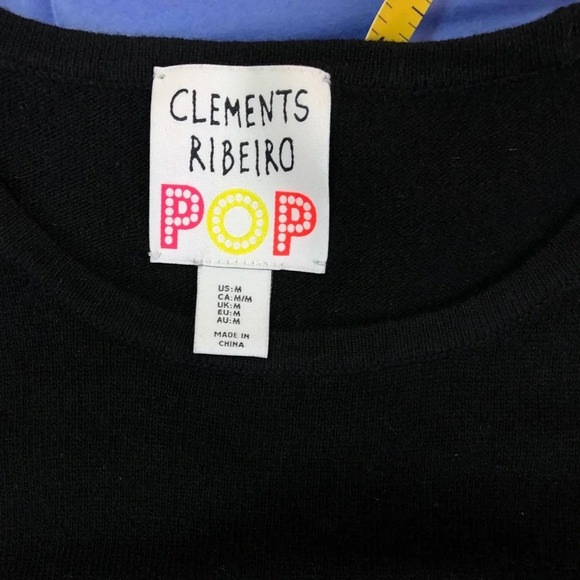 CLEMENTS
RIBEIRO
POP
US:M
CA:M/M
UK:M
EU:M
AU:M
MADE IN
CHINA